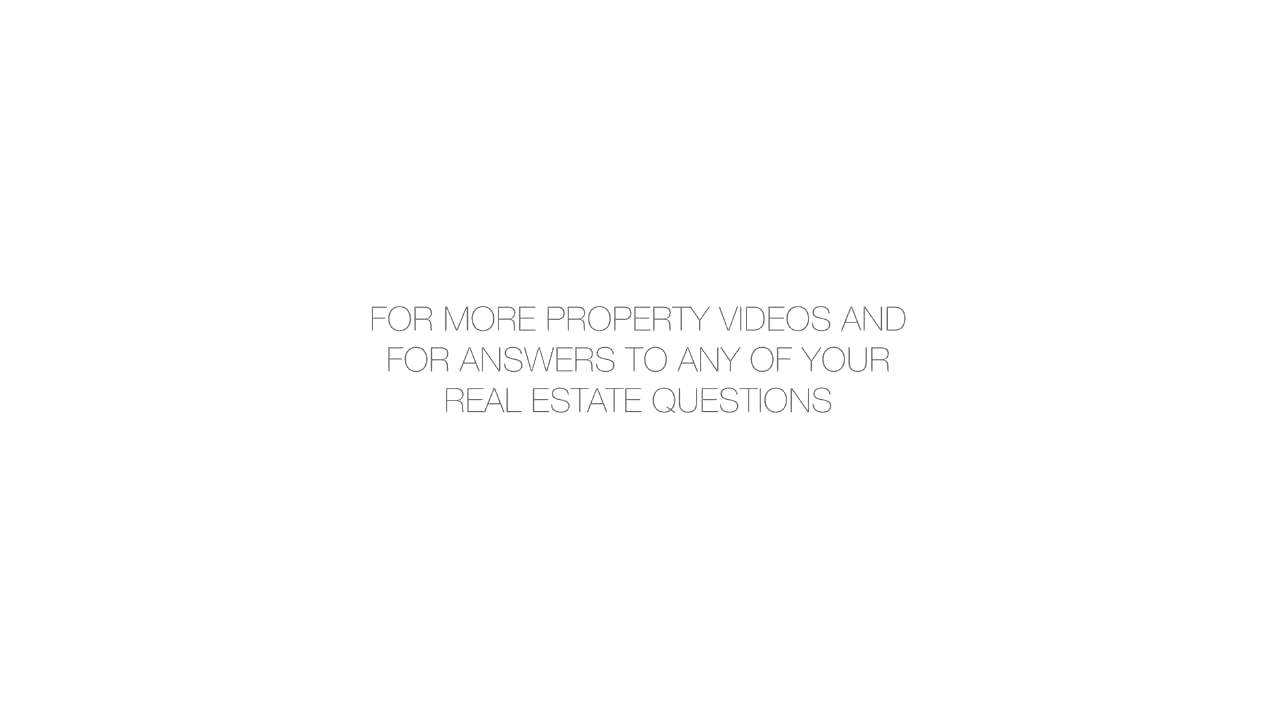 FOR MORE PROPERTY VIDEOS AND
FOR ANSWERS TO ANY OF YOUR
REAL ESTATE QUESTIONS